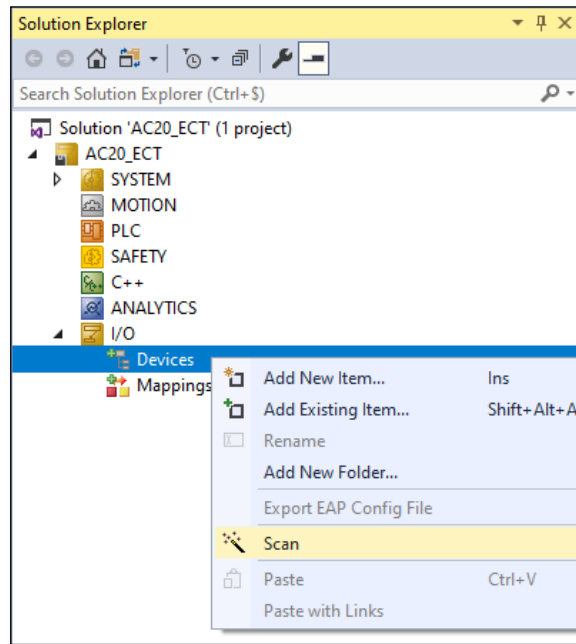 Solution Explorer
Search Solution Explorer (Ctrl+$)
Solution 'AC20_ECT' (1 project)
AC20_ECT
SYSTEM
MOTION
PLC
SAFETY
C++
ANALYTICS
I/O
Devices
Mappings
Add New Item... Ins
Add Existing Item... Shift+Alt+A
Rename
Add New Folder...
Export EAP Config File
Scan
Paste Ctrl+V
Paste with Links